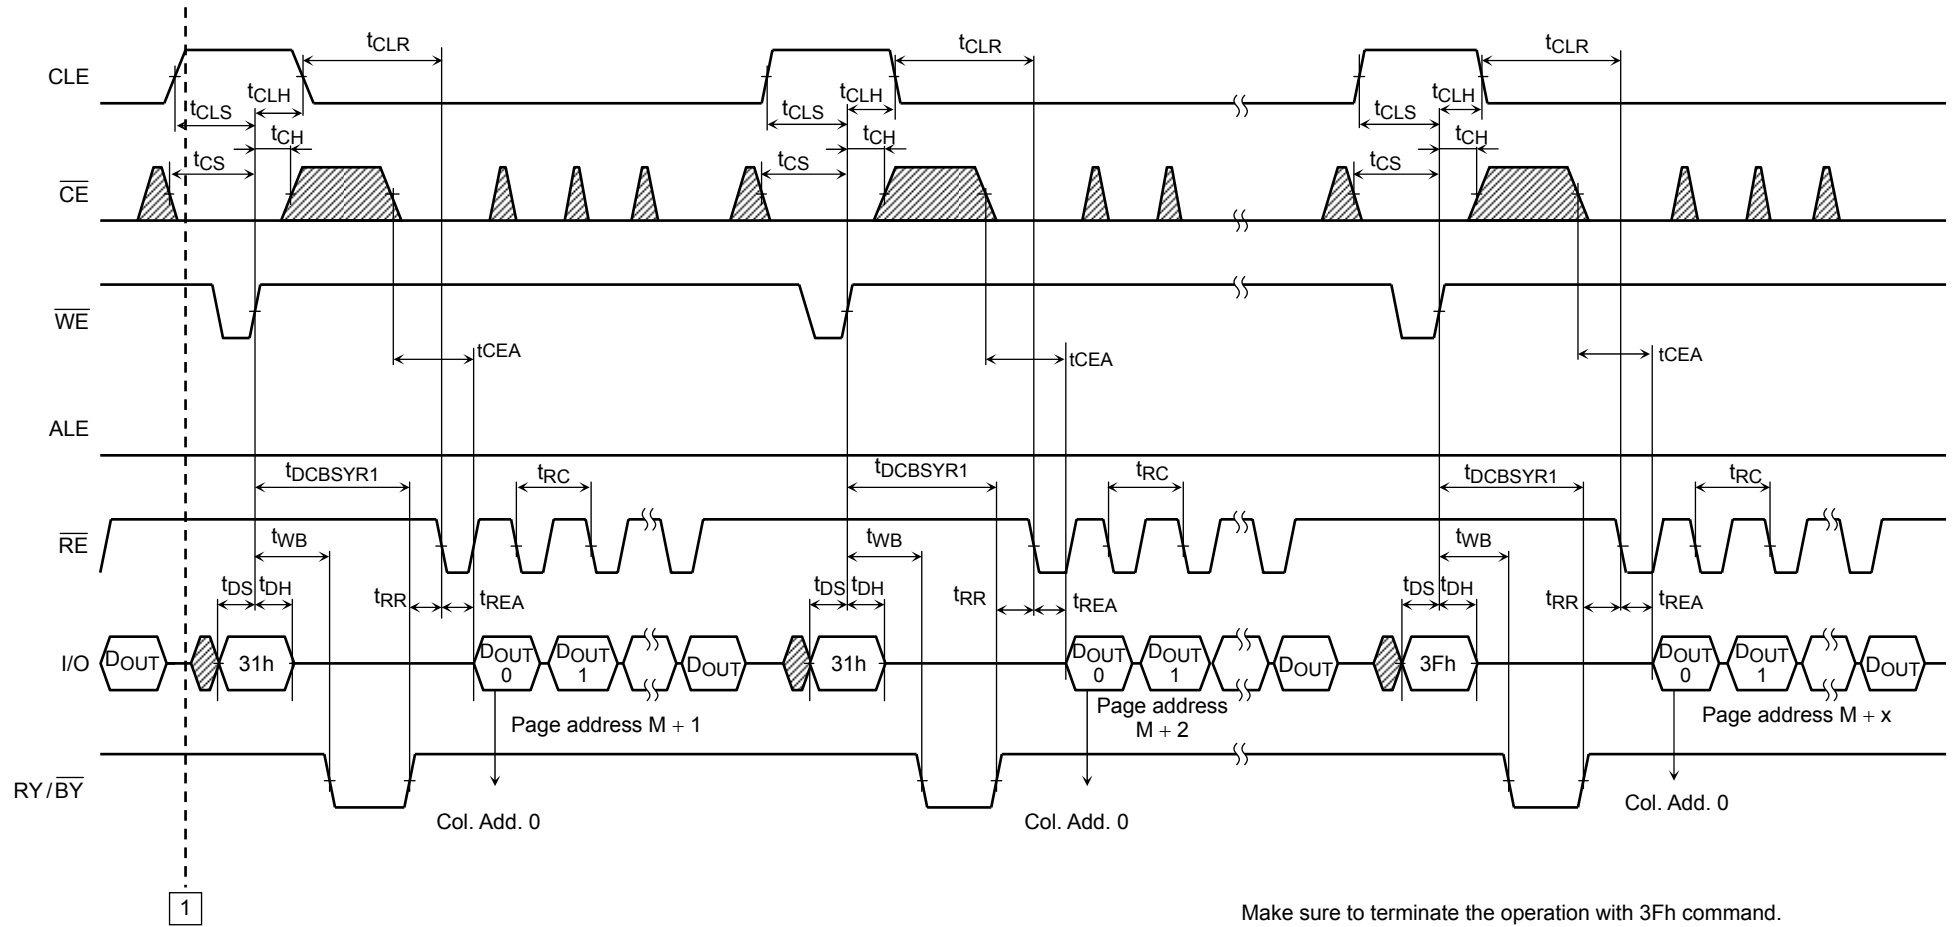 tCLR tCLR tCLR
CLE
tCLH tCLH tCLH
tCLS tCLS tCLS
tCH tCH tCH
tCS tCS tCS
CE
WE
tCEA tCEA tCEA
ALE
tDCBSYR1 tRC tDCBSYR1 tRC tDCBSYR1 tRC
RE
tWB tWB tWB
tDS tDH tRR tREA tDS tDH tRR tREA tDS tDH tRR tREA
I/O DOUT 31h DOUT 0 DOUT 1 DOUT 31h DOUT 0 DOUT 1 DOUT 3Fh DOUT 0 DOUT 1 DOUT
Page address M + 1
Page address
M + 2
Page address M + x
RY/BY
Col. Add. 0 Col. Add. 0 Col. Add. 0
1
Make sure to terminate the operation with 3Fh command.